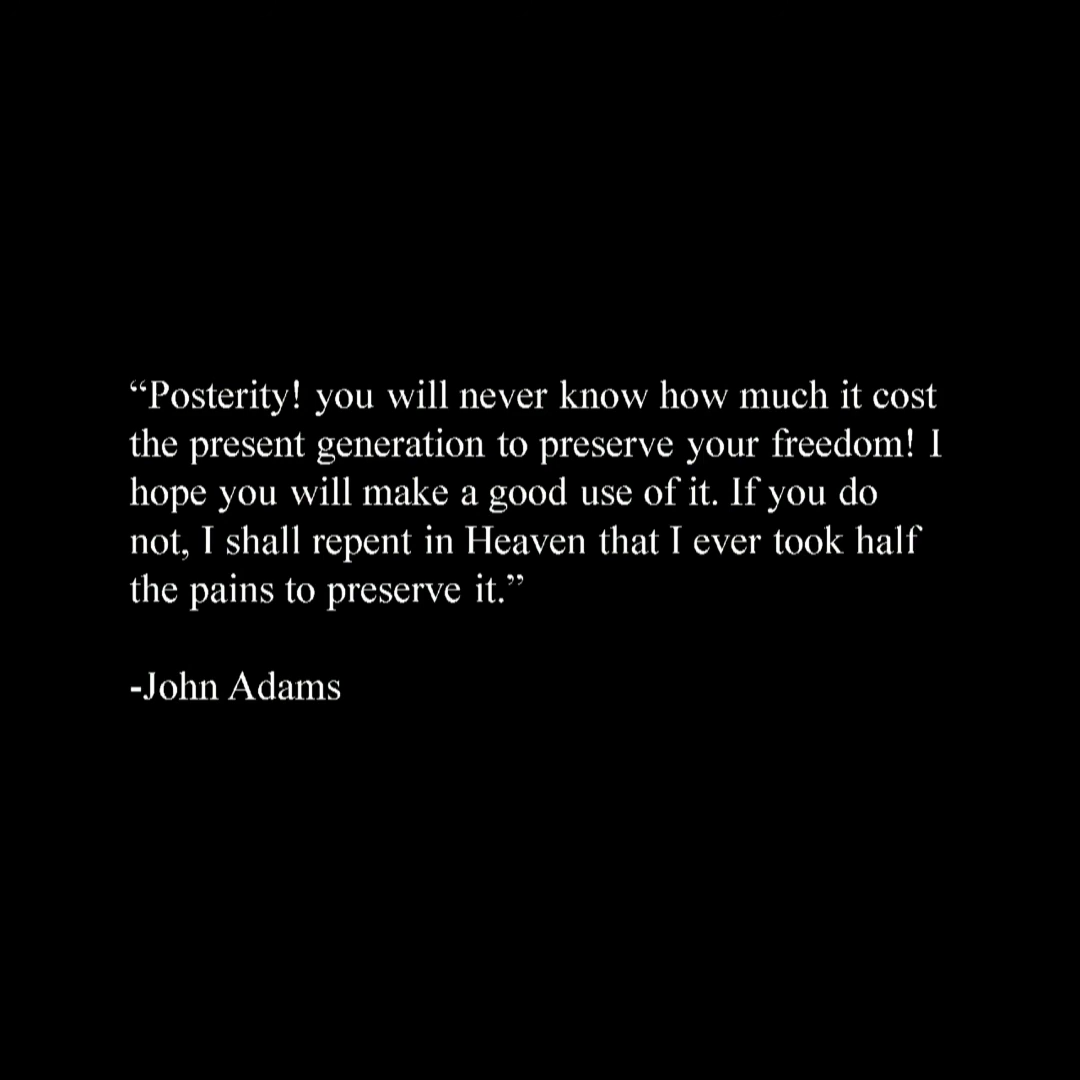 “Posterity! you will never know how much it cost
the present generation to preserve your freedom! I
hope you will make a good use of it. If you do
not, I shall repent in Heaven that I ever took half
the pains to preserve it.”
-John Adams